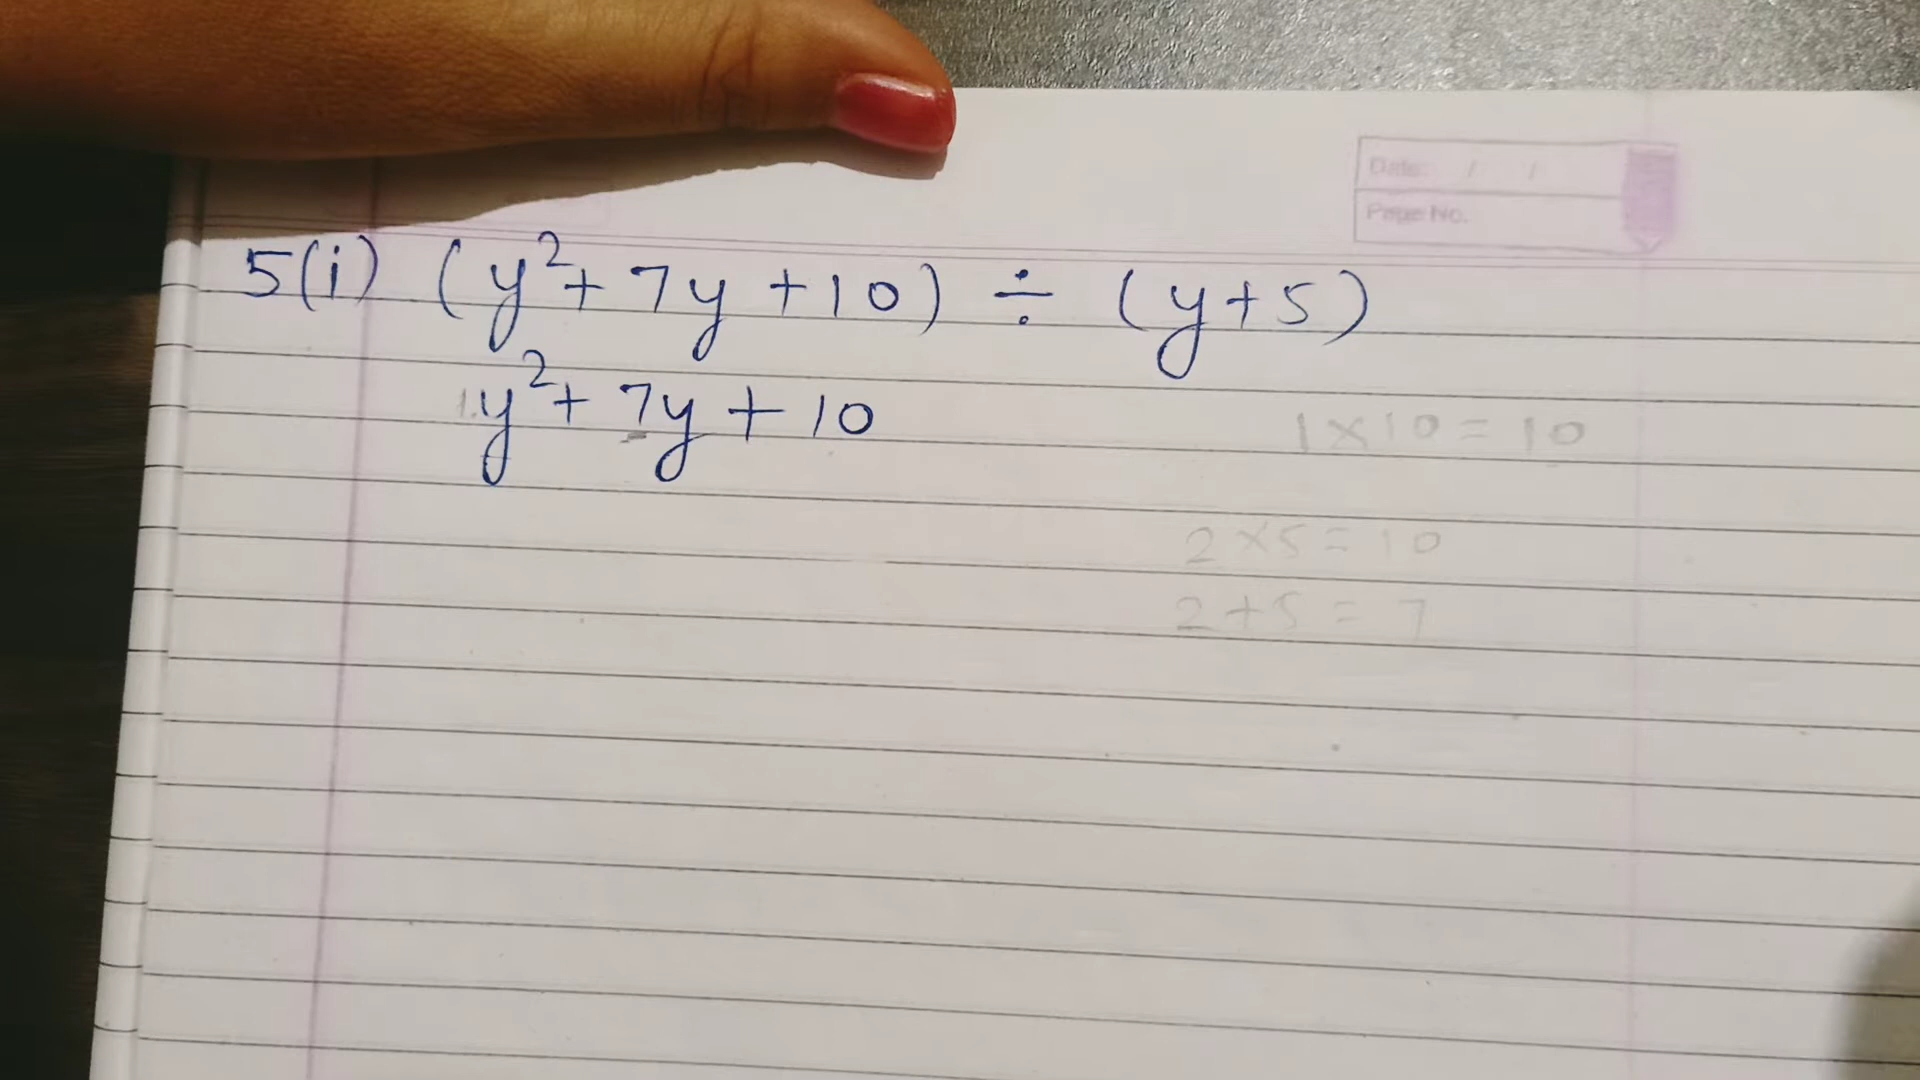 Date: / /
Page No.
5(i) (y²+ 7y +10) ÷ (y+5)
1.y²+ 7y + 10
1×10=10
2×5=10
2+5=7